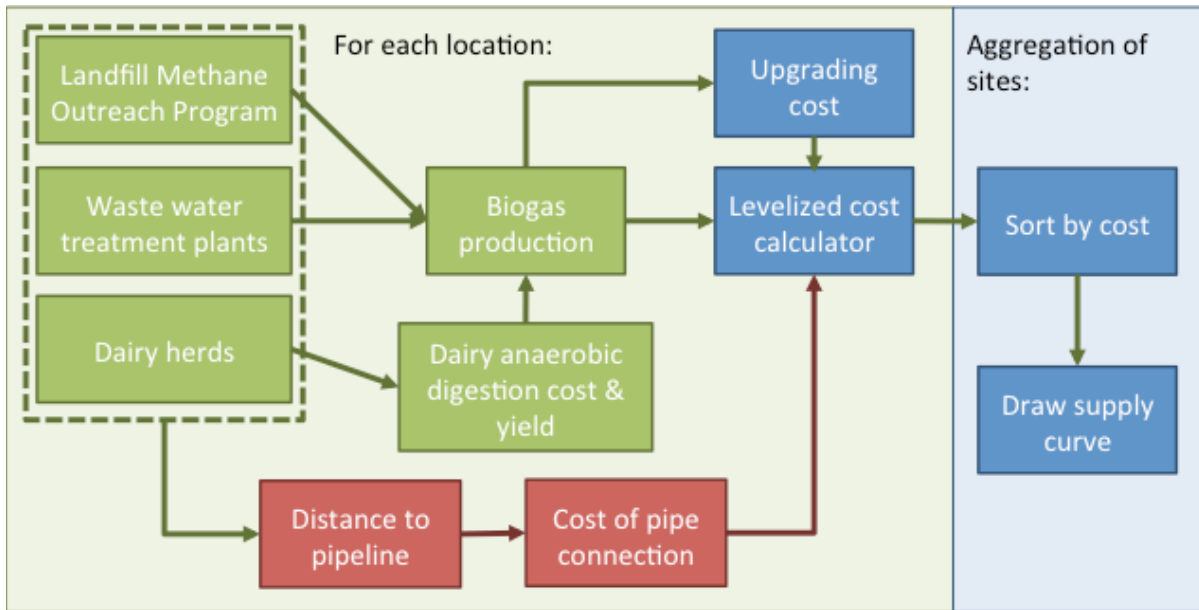 For each location:
Landfill Methane
Outreach Program
Waste water
treatment plants
Dairy herds
Biogas
production
Dairy anaerobic
digestion cost &
yield
Upgrading
cost
Levelized cost
calculator
Distance to
pipeline
Cost of pipe
connection
Aggregation of
sites:
Sort by cost
Draw supply
curve